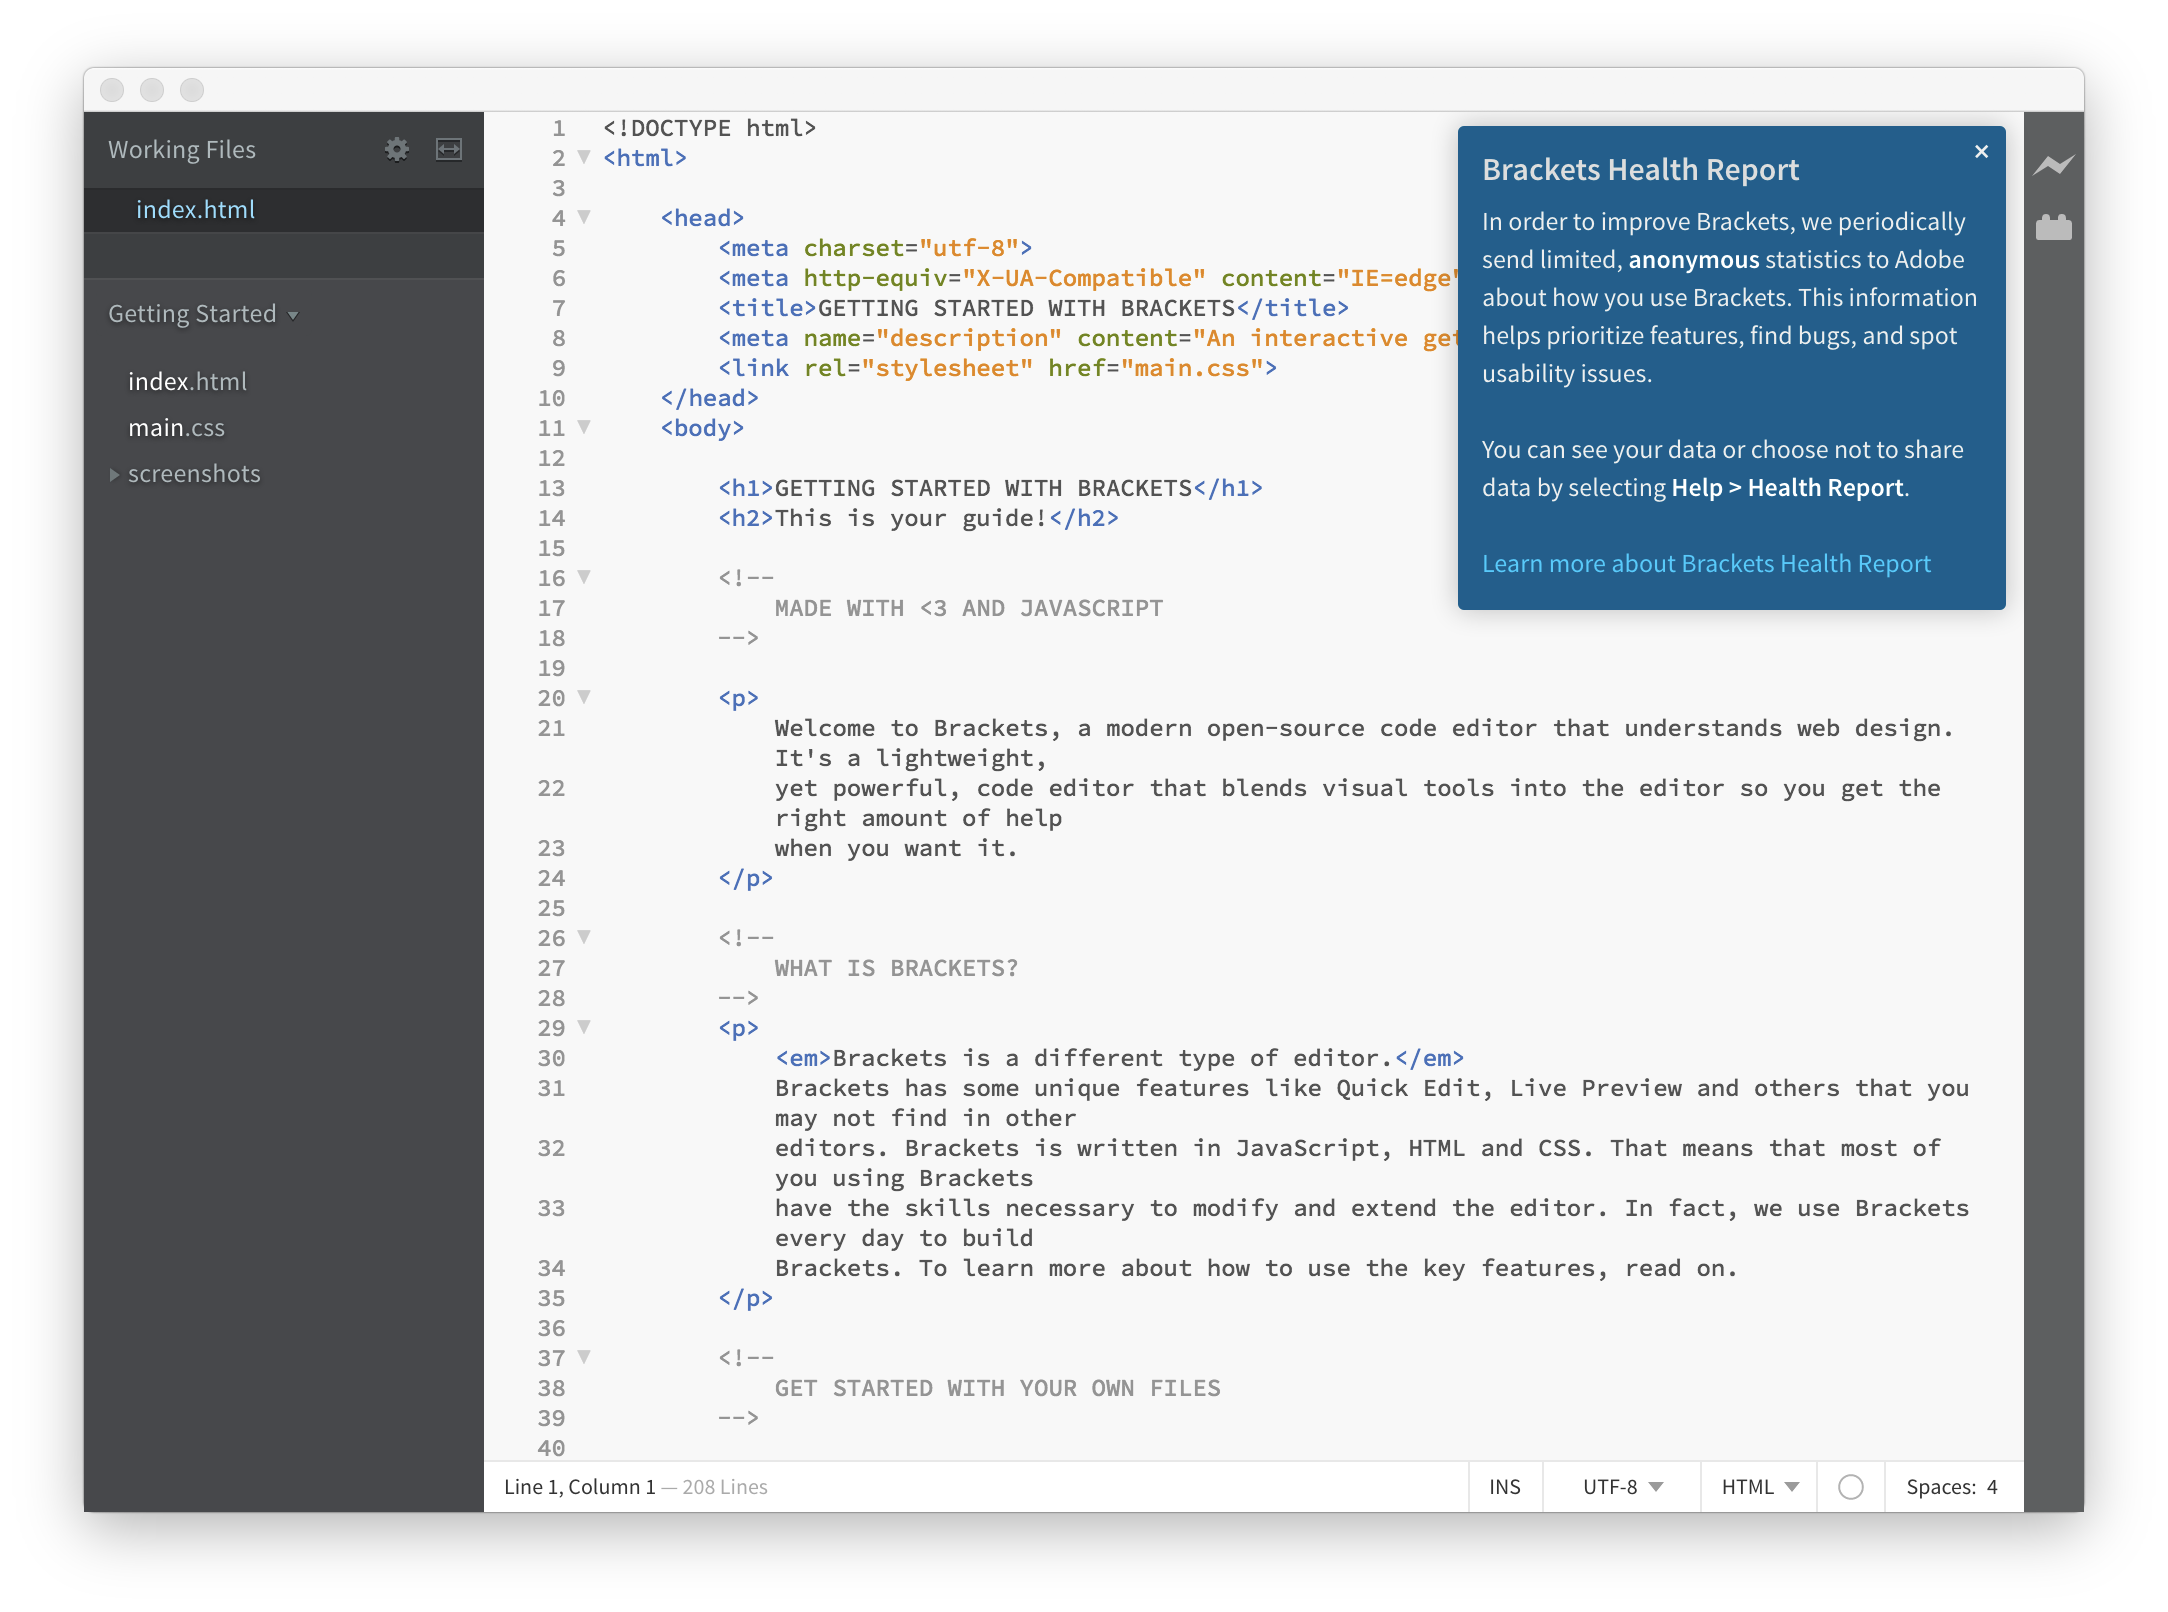 Working Files
index.html
Getting Started
index.html
main.css
screenshots
1 <!DOCTYPE html>
2 <html>
3
4 <head>
5 <meta charset="utf-8">
6 <meta http-equiv="X-UA-Compatible" content="IE=edge"
7 <title>GETTING STARTED WITH BRACKETS</title>
8 <meta name="description" content="An interactive get
9 <link rel="stylesheet" href="main.css">
10 </head>
11 <body>
12
13 <h1>GETTING STARTED WITH BRACKETS</h1>
14 <h2>This is your guide!</h2>
15
16 <!--
17 MADE WITH <3 AND JAVASCRIPT
18 -->
19
20 <p>
21 Welcome to Brackets, a modern open-source code editor that understands web design.
It's a lightweight,
22 yet powerful, code editor that blends visual tools into the editor so you get the
right amount of help
23 when you want it.
24 </p>
25
26 <!--
27 WHAT IS BRACKETS?
28 -->
29 <p>
30 <em>Brackets is a different type of editor.</em>
31 Brackets has some unique features like Quick Edit, Live Preview and others that you
may not find in other
32 editors. Brackets is written in JavaScript, HTML and CSS. That means that most of
you using Brackets
33 have the skills necessary to modify and extend the editor. In fact, we use Brackets
every day to build
34 Brackets. To learn more about how to use the key features, read on.
35 </p>
36
37 <!--
38 GET STARTED WITH YOUR OWN FILES
39 -->
40
Brackets Health Report
In order to improve Brackets, we periodically
send limited, anonymous statistics to Adobe
about how you use Brackets. This information
helps prioritize features, find bugs, and spot
usability issues.
You can see your data or choose not to share
data by selecting Help > Health Report.
Learn more about Brackets Health Report
Line 1, Column 1 — 208 Lines
INS
UTF-8
HTML
Spaces: 4